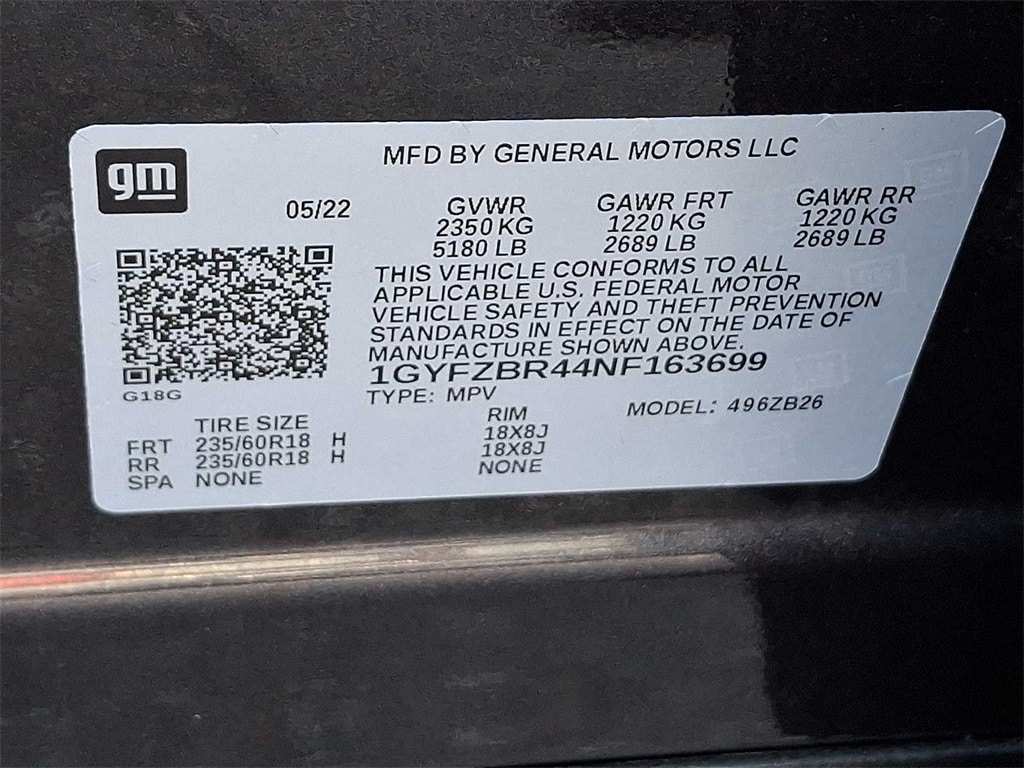 gm
MFD BY GENERAL MOTORS LLC
05/22
GVWR
2350 KG
5180 LB
GAWR FRT
1220 KG
2689 LB
GAWR RR
1220 KG
2689 LB
THIS VEHICLE CONFORMS TO ALL
APPLICABLE U.S. FEDERAL MOTOR
VEHICLE SAFETY AND THEFT PREVENTION
STANDARDS IN EFFECT ON THE DATE OF
MANUFACTURE SHOWN ABOVE.
1GYFZBR44NF163699
G18G
TYPE: MPV
MODEL: 496ZB26
TIRE SIZE RIM
FRT 235/60R18 H 18X8J
RR 235/60R18 H 18X8J
SPA NONE NONE